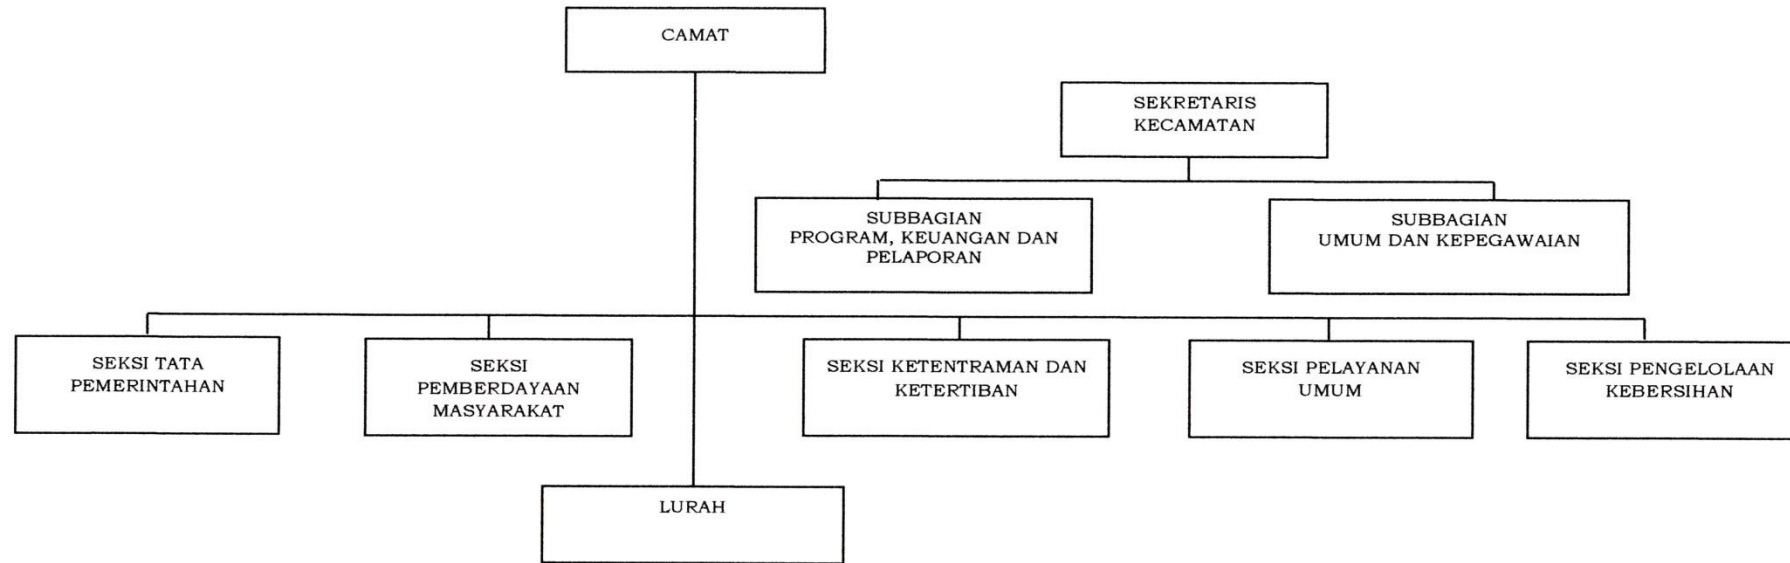 CAMAT
SEKRETARIS
KECAMATAN
SUBBAGIAN
PROGRAM, KEUANGAN DAN
PELAPORAN
SUBBAGIAN
UMUM DAN KEPEGAWAIAN
SEKSI TATA
PEMERINTAHAN
SEKSI
PEMBERDAYAAN
MASYARAKAT
SEKSI KETENTRAMAN DAN
KETERTIBAN
SEKSI PELAYANAN
UMUM
SEKSI PENGELOLAAN
KEBERSIHAN
LURAH